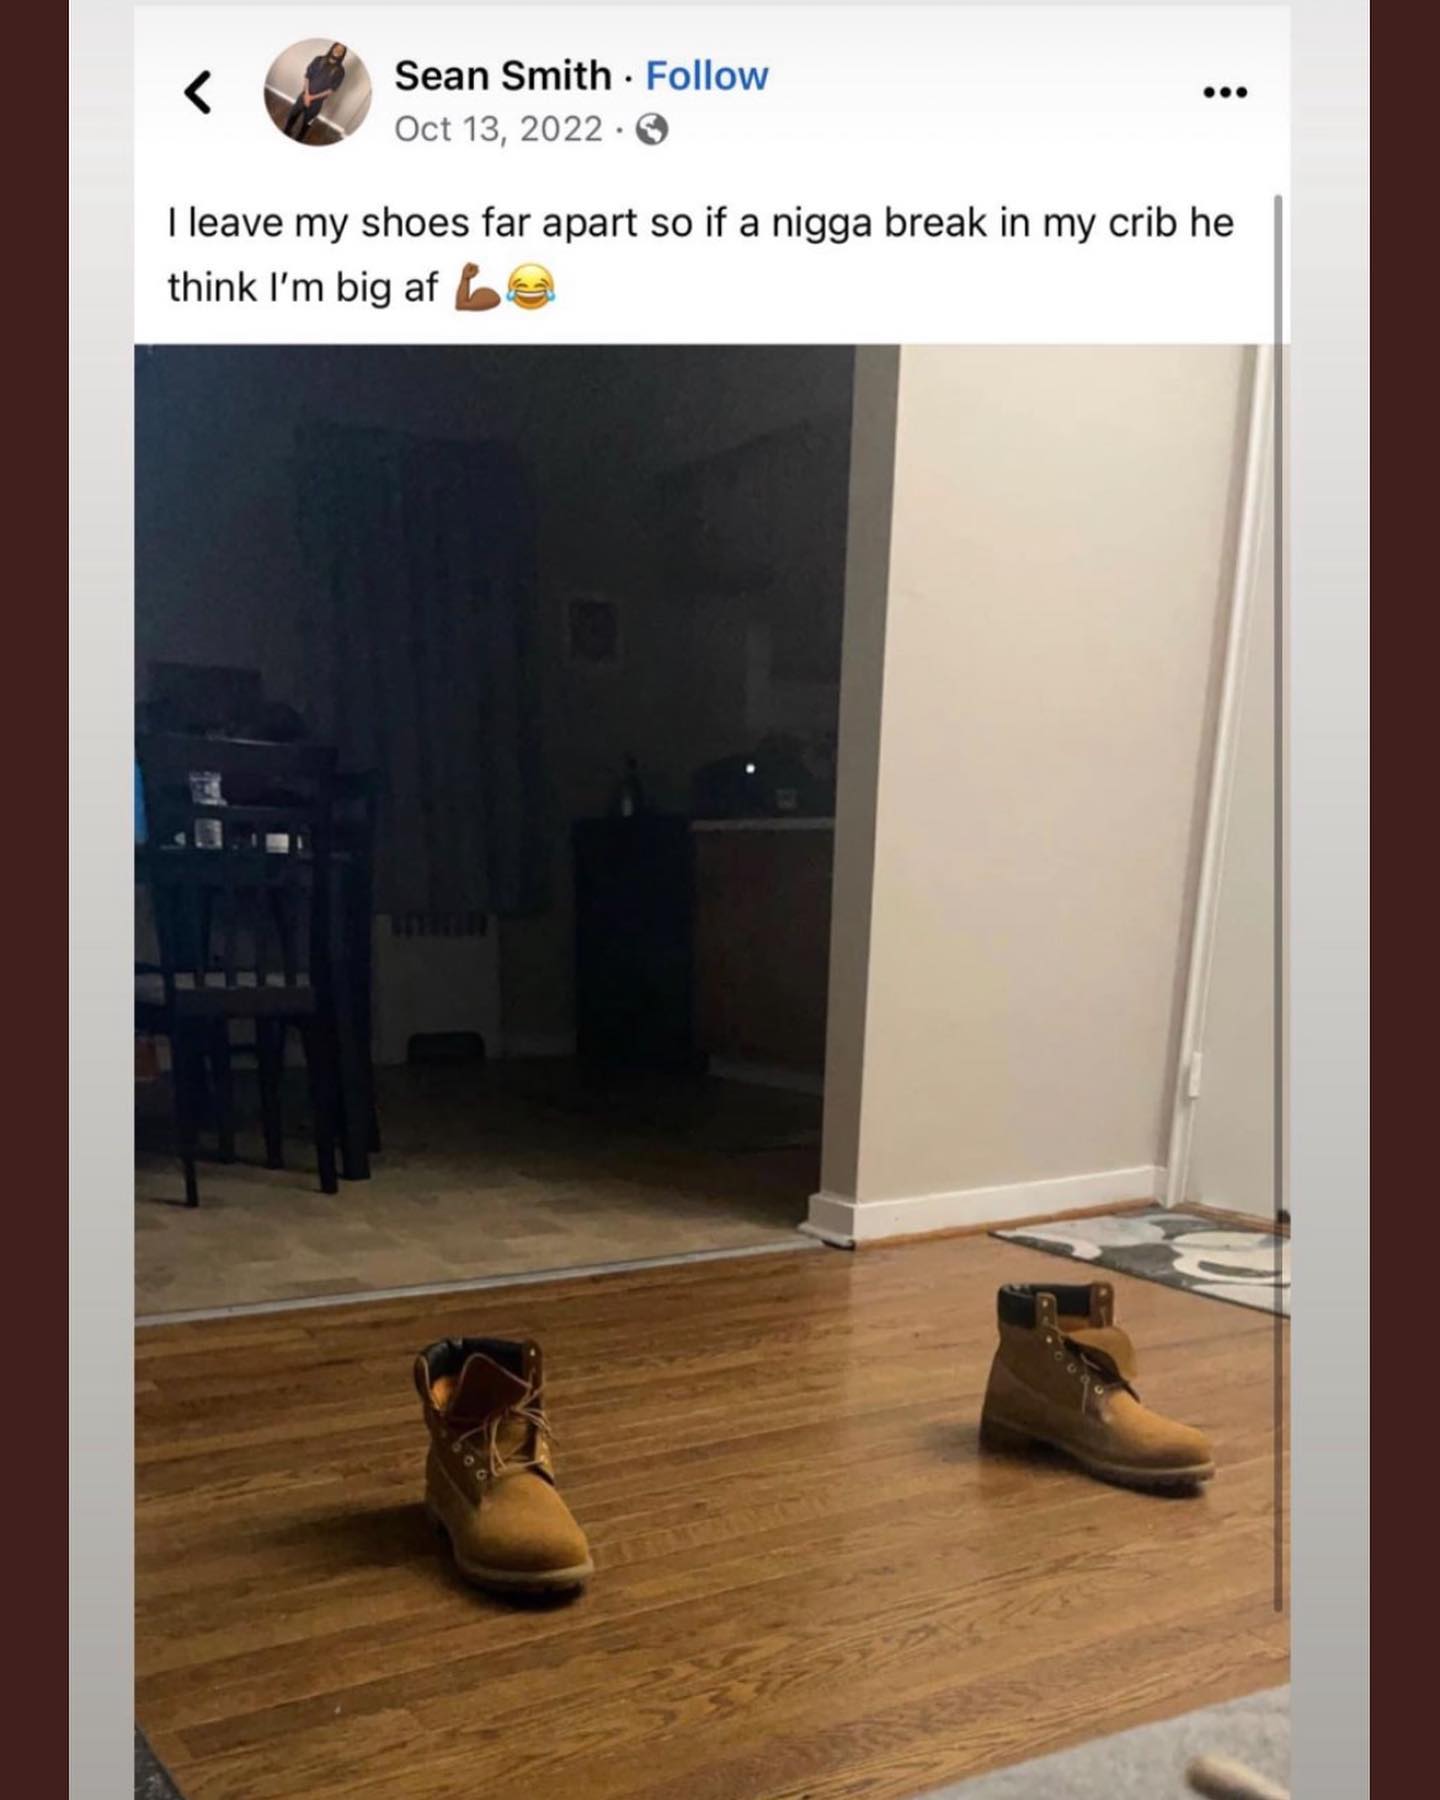 Sean Smith · Follow
Oct 13, 2022 ·
I leave my shoes far apart so if a nigga break in my crib he
think I'm big af 💪🏾😂